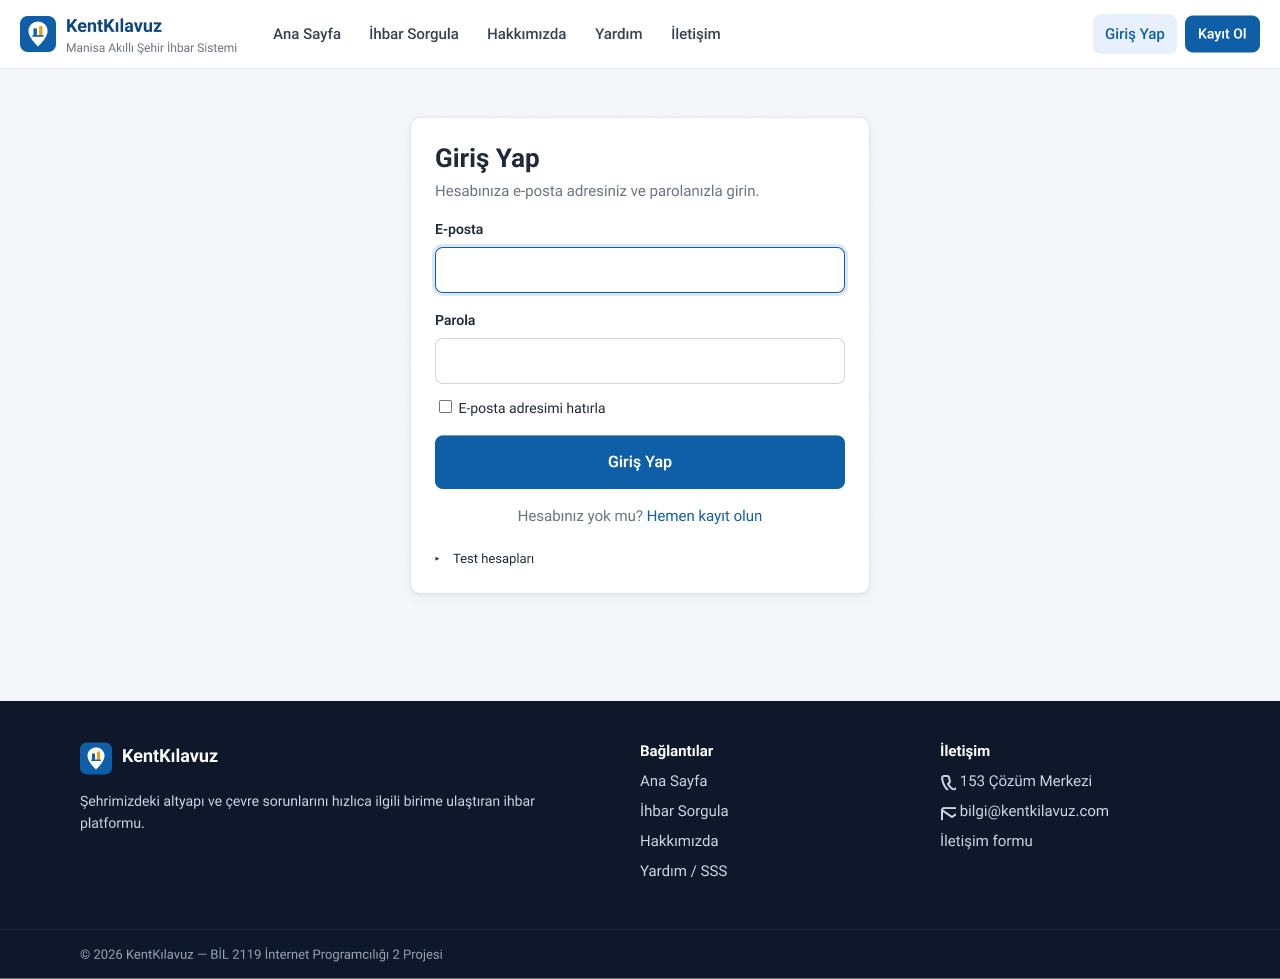 KentKılavuz
Manisa Akıllı Şehir İhbar Sistemi
Ana Sayfa
İhbar Sorgula
Hakkımızda
Yardım
İletişim
Giriş Yap
Kayıt Ol
Giriş Yap
Hesabınıza e-posta adresiniz ve parolanızla girin.
E-posta
Parola
E-posta adresimi hatırla
Giriş Yap
Hesabınız yok mu? Hemen kayıt olun
Test hesapları
KentKılavuz
Şehrimizdeki altyapı ve çevre sorunlarını hızlıca ilgili birime ulaştıran ihbar
platformu.
Bağlantılar
Ana Sayfa
İhbar Sorgula
Hakkımızda
Yardım / SSS
İletişim
153 Çözüm Merkezi
bilgi@kentkilavuz.com
İletişim formu
© 2026 KentKılavuz — BİL 2119 İnternet Programcılığı 2 Projesi